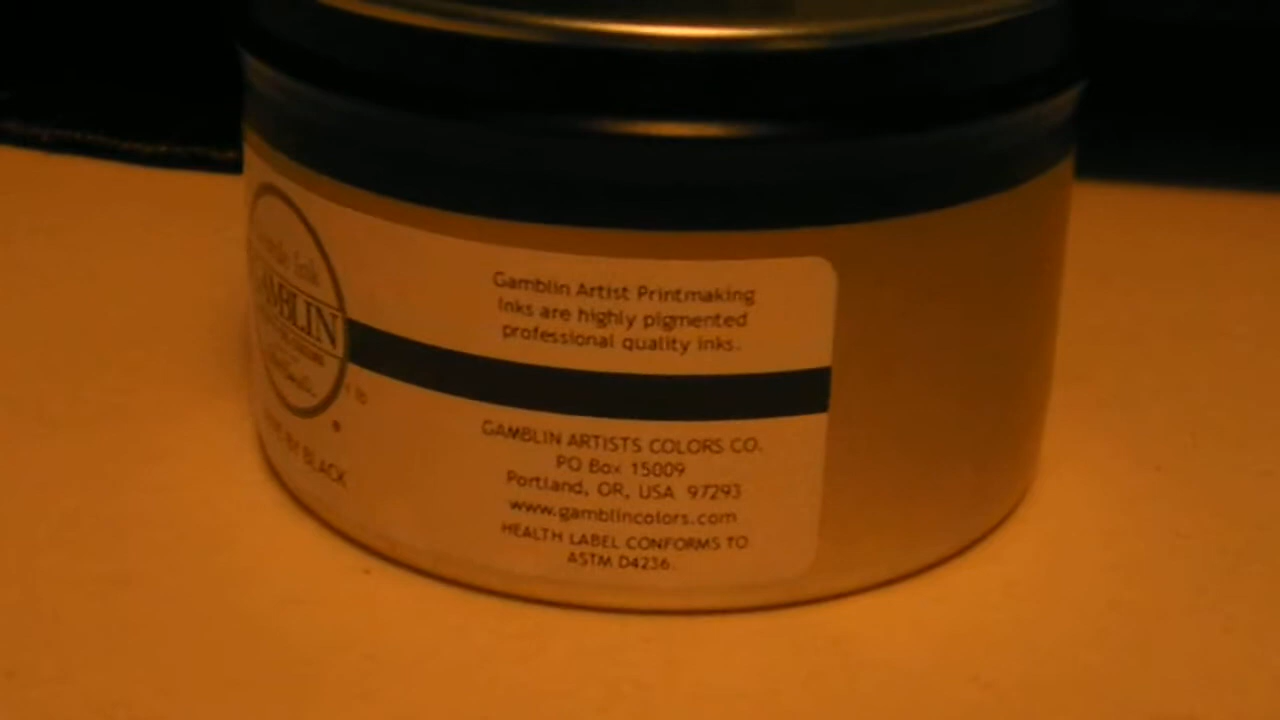 GAMBLIN
BLACK
Gamblin Artist Printmaking
Inks are highly pigmented
professional quality inks.
GAMBLIN ARTISTS COLORS CO.
PO Box 15009
Portland, OR, USA 97293
www.gamblincolors.com
HEALTH LABEL CONFORMS TO
ASTM D4236.